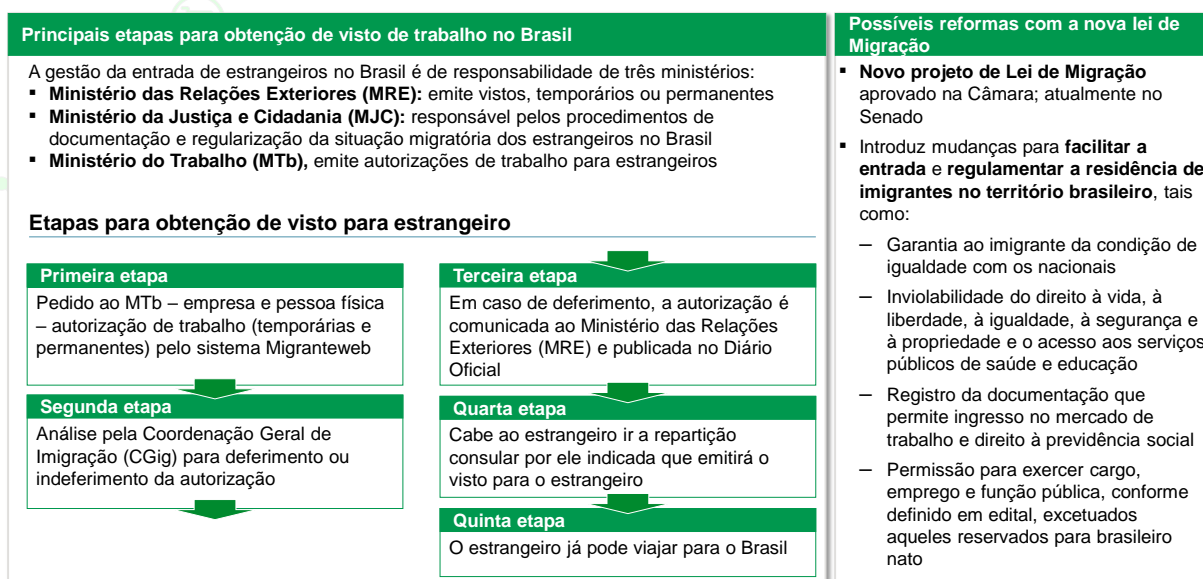 Principais etapas para obtenção de visto de trabalho no Brasil
A gestão da entrada de estrangeiros no Brasil é de responsabilidade de três ministérios:
▪ Ministério das Relações Exteriores (MRE): emite vistos, temporários ou permanentes
▪ Ministério da Justiça e Cidadania (MJC): responsável pelos procedimentos de
documentação e regularização da situação migratória dos estrangeiros no Brasil
▪ Ministério do Trabalho (MTb), emite autorizações de trabalho para estrangeiros
Etapas para obtenção de visto para estrangeiro
Primeira etapa
Pedido ao MTb – empresa e pessoa física
– autorização de trabalho (temporárias e
permanentes) pelo sistema Migranteweb
Segunda etapa
Análise pela Coordenação Geral de
Imigração (CGig) para deferimento ou
indeferimento da autorização
Terceira etapa
Em caso de deferimento, a autorização é
comunicada ao Ministério das Relações
Exteriores (MRE) e publicada no Diário
Oficial
Quarta etapa
Cabe ao estrangeiro ir a repartição
consular por ele indicada que emitirá o
visto para o estrangeiro
Quinta etapa
O estrangeiro já pode viajar para o Brasil
Possíveis reformas com a nova lei de
Migração
▪ Novo projeto de Lei de Migração
aprovado na Câmara; atualmente no
Senado
▪ Introduz mudanças para facilitar a
entrada e regulamentar a residência de
imigrantes no território brasileiro, tais
como:
– Garantia ao imigrante da condição de
igualdade com os nacionais
– Inviolabilidade do direito à vida, à
liberdade, à igualdade, à segurança e
à propriedade e o acesso aos serviços
públicos de saúde e educação
– Registro da documentação que
permite ingresso no mercado de
trabalho e direito à previdência social
– Permissão para exercer cargo,
emprego e função pública, conforme
definido em edital, excetuados
aqueles reservados para brasileiro
nato